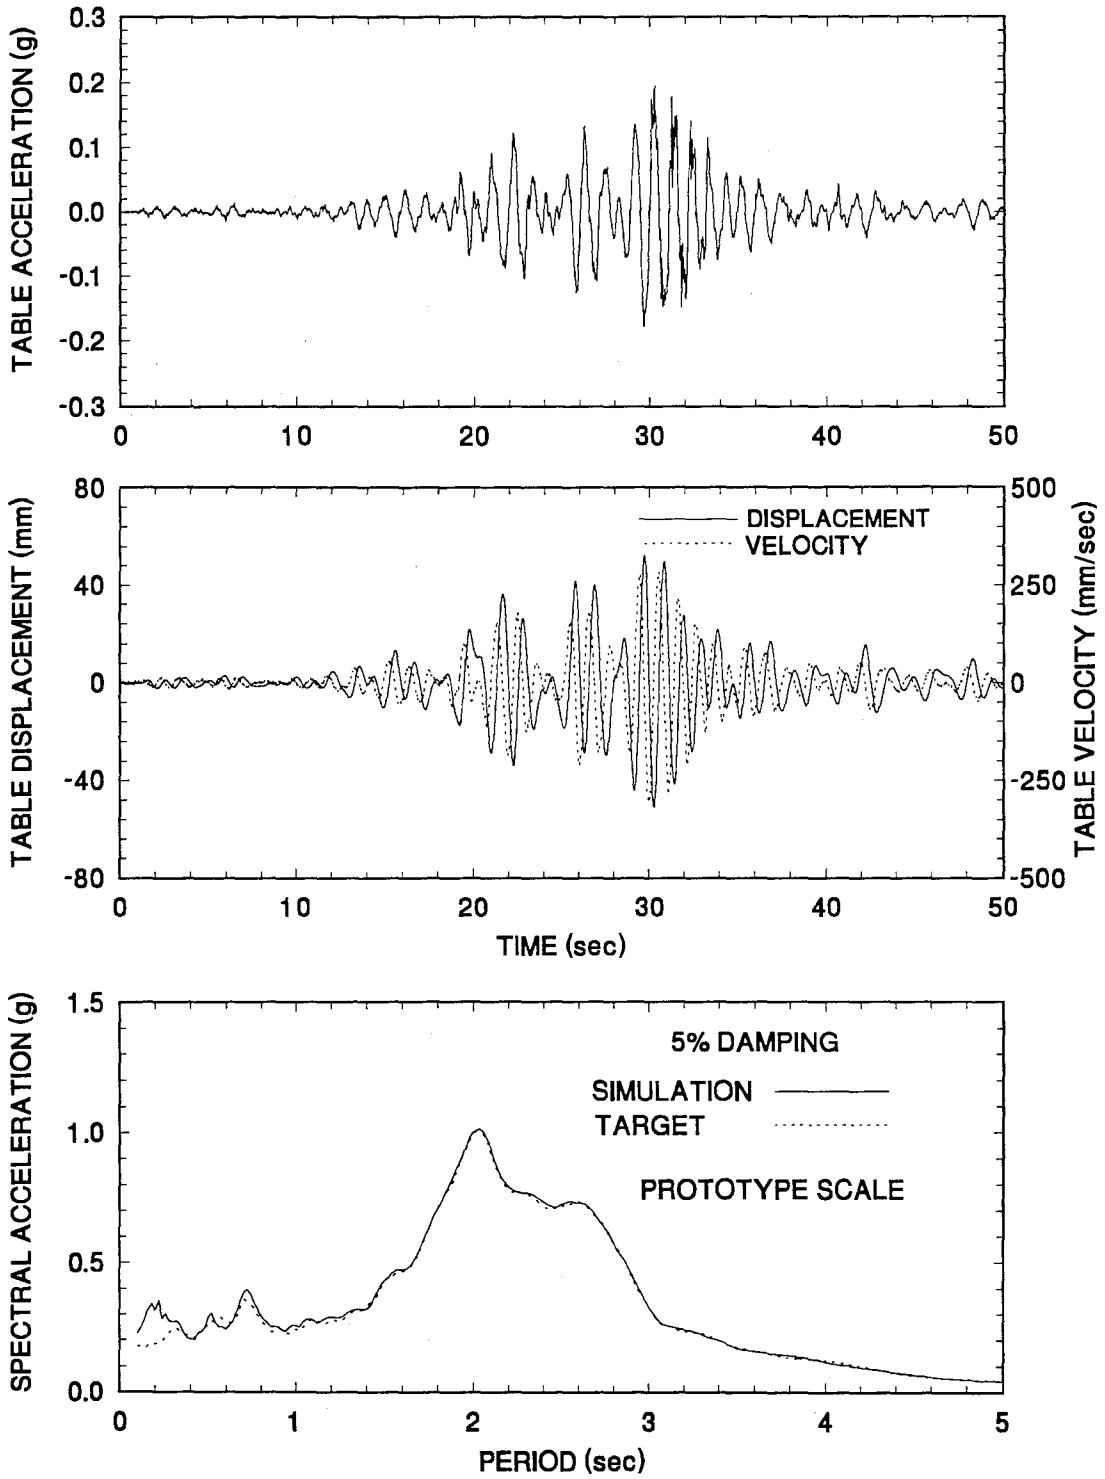 TABLE ACCELERATION (g)
0.3
0.2
0.1
0.0
-0.1
-0.2
-0.3
0 10 20 30 40 50
TABLE DISPLACEMENT (mm)
80
40
0
-40
-80
DISPLACEMENT
VELOCITY
500
250
0
-250
-500
TABLE VELOCITY (mm/sec)
0 10 20 30 40 50
TIME (sec)
SPECTRAL ACCELERATION (g)
1.5
1.0
0.5
0.0
5% DAMPING
SIMULATION
TARGET
PROTOTYPE SCALE
0 1 2 3 4 5
PERIOD (sec)